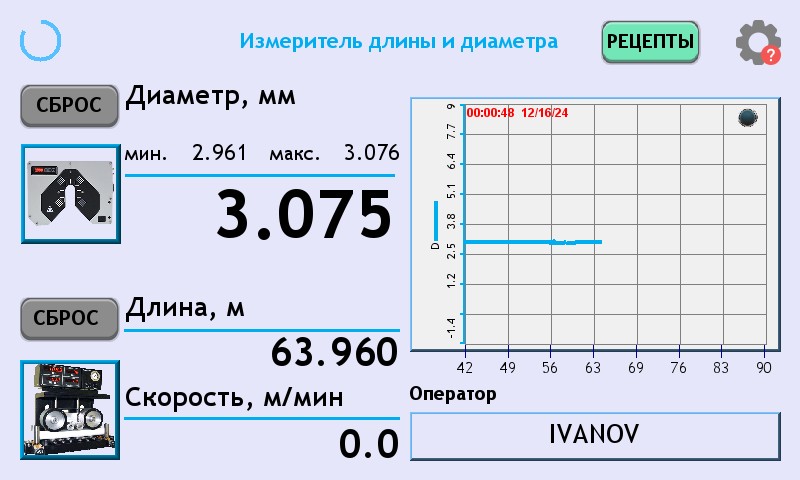 Измеритель длины и диаметра
РЕЦЕПТЫ
?
СБРОС
Диаметр, мм
мин. 2.961 макс. 3.076
3.075
СБРОС
Длина, м
63.960
Скорость, м/мин
0.0
00:00:48 12/16/24
9
7.7
6.4
5.1
3.8
2.5
1.2
-1.4
D
42 49 56 63 69 76 83 90
Оператор
IVANOV